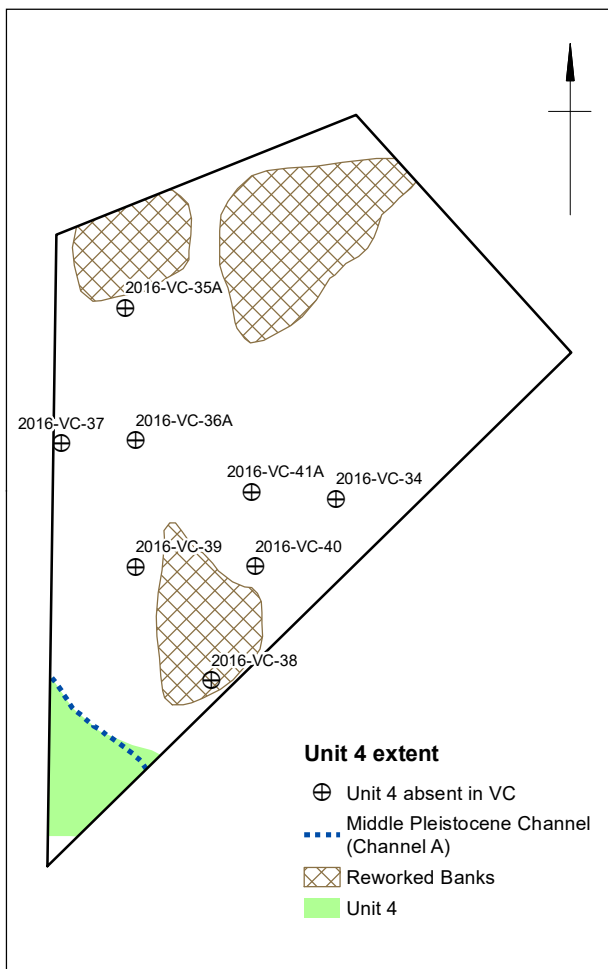 2016-VC-35A
2016-VC-37
2016-VC-36A
2016-VC-41A
2016-VC-34
2016-VC-39
2016-VC-40
2016-VC-38
Unit 4 extent
Unit 4 absent in VC
Middle Pleistocene Channel
(Channel A)
Reworked Banks
Unit 4